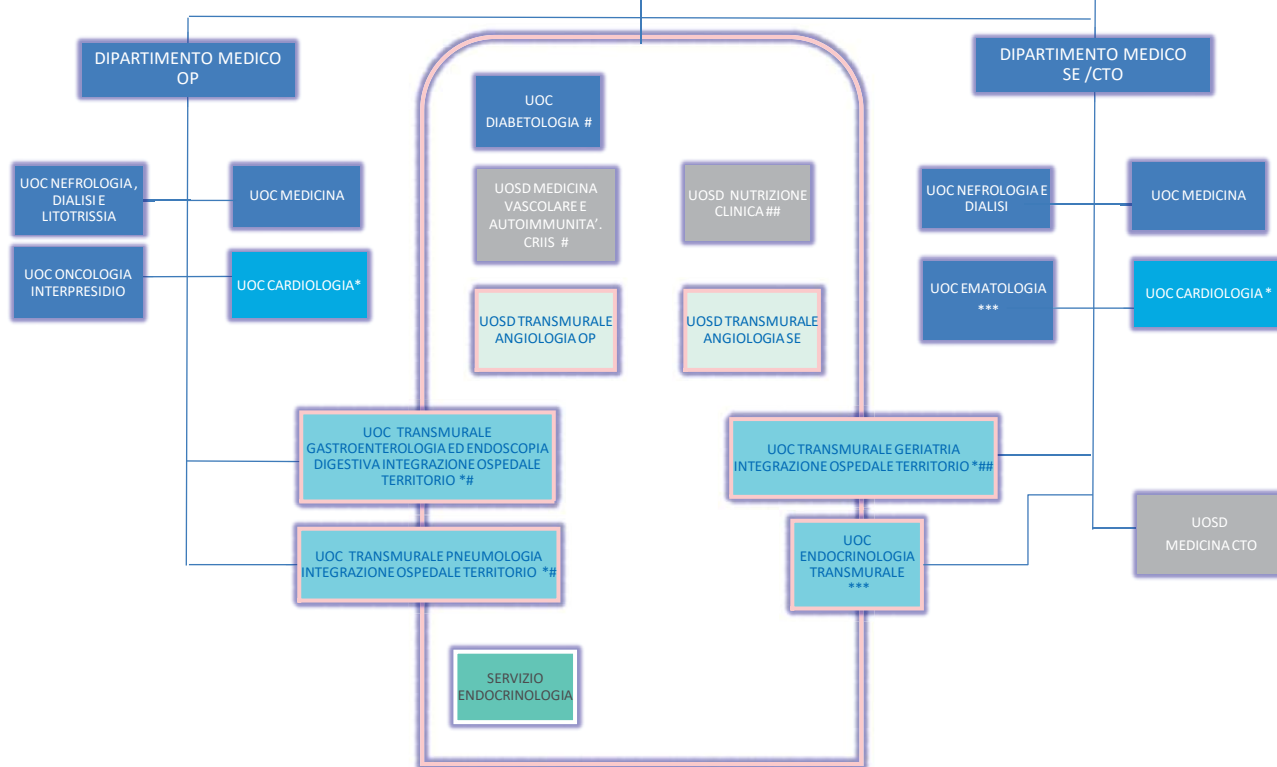 DIPARTIMENTO MEDICO
OP
DIPARTIMENTO MEDICO
SE /CTO
UOC
DIABETOLOGIA #
UOC NEFROLOGIA ,
DIALISI E
LITOTRISSIA
UOC MEDICINA
UOSD MEDICINA
VASCOLARE E
AUTOIMMUNITA’.
CRIIS #
UOSD NUTRIZIONE
CLINICA ##
UOC NEFROLOGIA E
DIALISI
UOC MEDICINA
UOC ONCOLOGIA
INTERPRESIDIO
UOC CARDIOLOGIA*
UOSD TRANSMURALE
ANGIOLOGIA OP
UOSD TRANSMURALE
ANGIOLOGIA SE
UOC EMATOLOGIA
***
UOC CARDIOLOGIA *
UOC TRANSMURALE
GASTROENTEROLOGIA ED ENDOSCOPIA
DIGESTIVA INTEGRAZIONE OSPEDALE
TERRITORIO *#
UOC TRANSMURALE GERIATRIA
INTEGRAZIONE OSPEDALE TERRITORIO *##
UOC TRANSMURALE PNEUMOLOGIA
INTEGRAZIONE OSPEDALE TERRITORIO *#
UOC
ENDOCRINOLOGIA
TRANSMURALE
***
UOSD
MEDICINA CTO
SERVIZIO
ENDOCRINOLOGIA